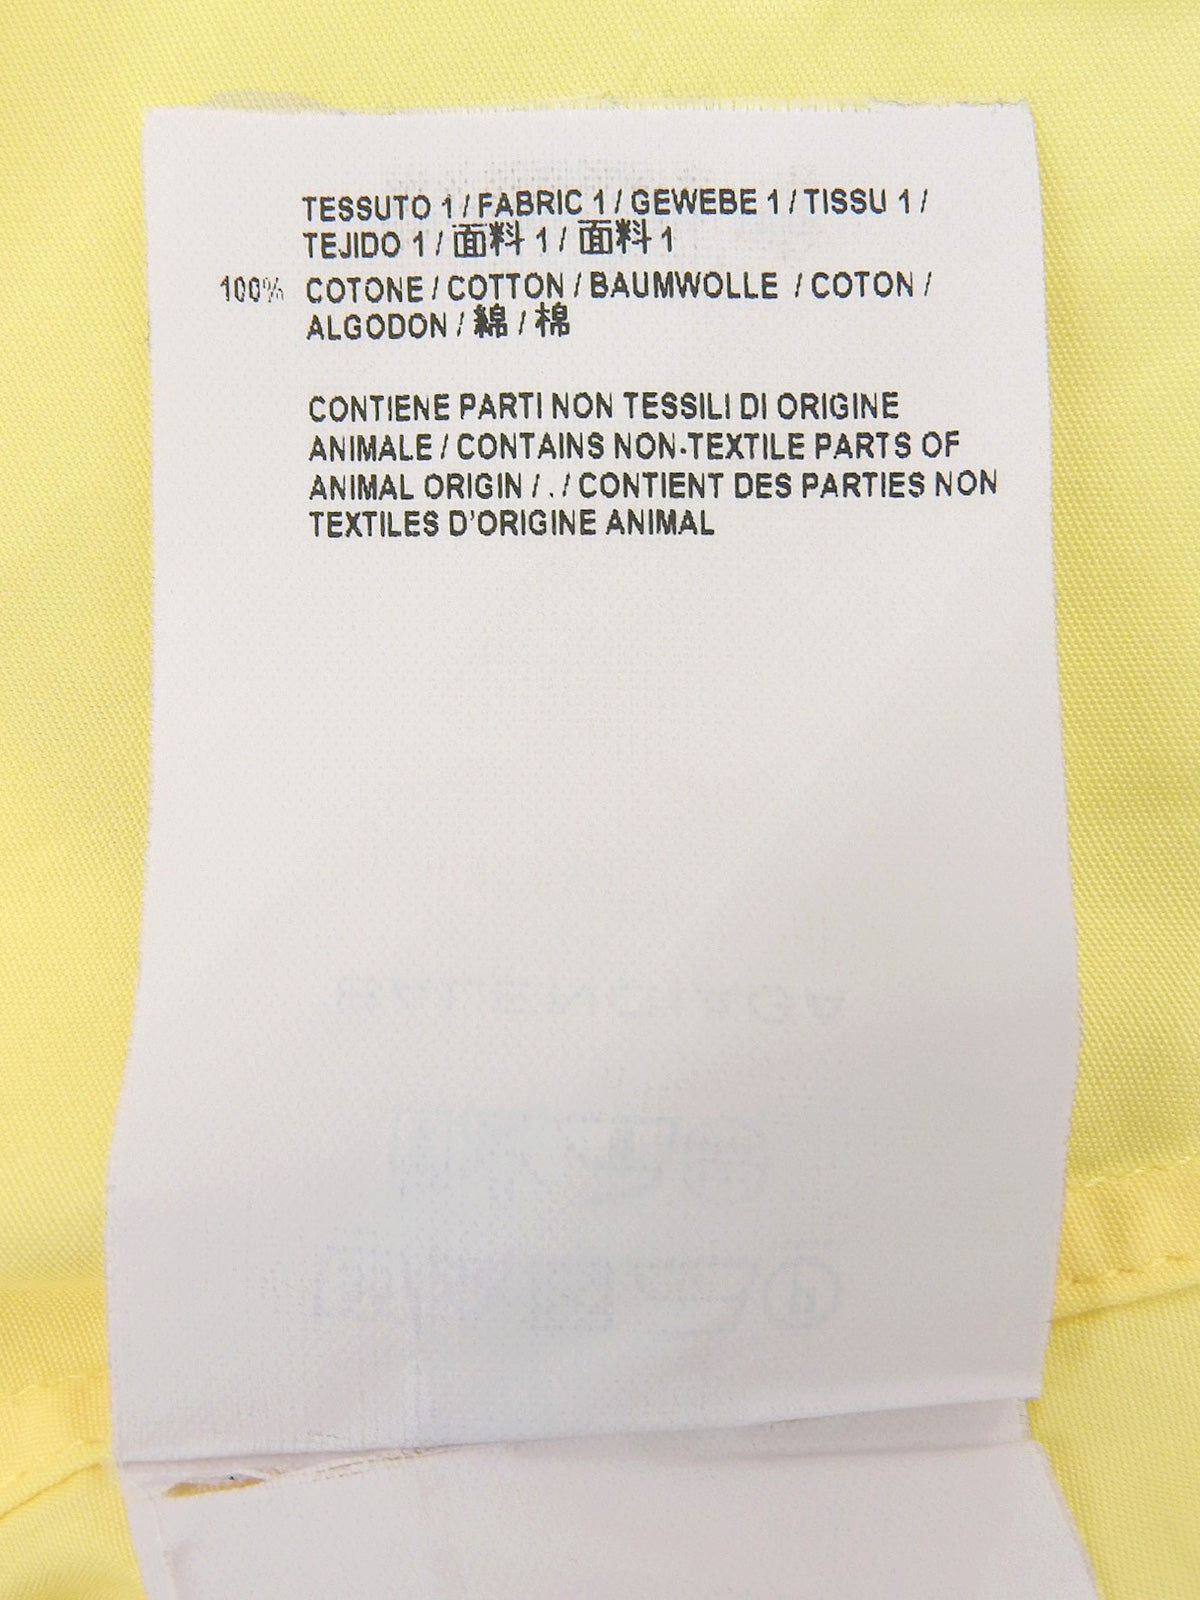 TESSUTO 1 / FABRIC 1 / GEWEBE 1 / TISSU 1 /
TEJIDO 1 / 面料 1 / 面料 1
100% COTONE / COTTON / BAUMWOLLE / COTON /
ALGODON / 綿 / 棉
CONTIENE PARTI NON TESSILI DI ORIGINE
ANIMALE / CONTAINS NON-TEXTILE PARTS OF
ANIMAL ORIGIN / . / CONTIENT DES PARTIES NON
TEXTILES D'ORIGINE ANIMAL